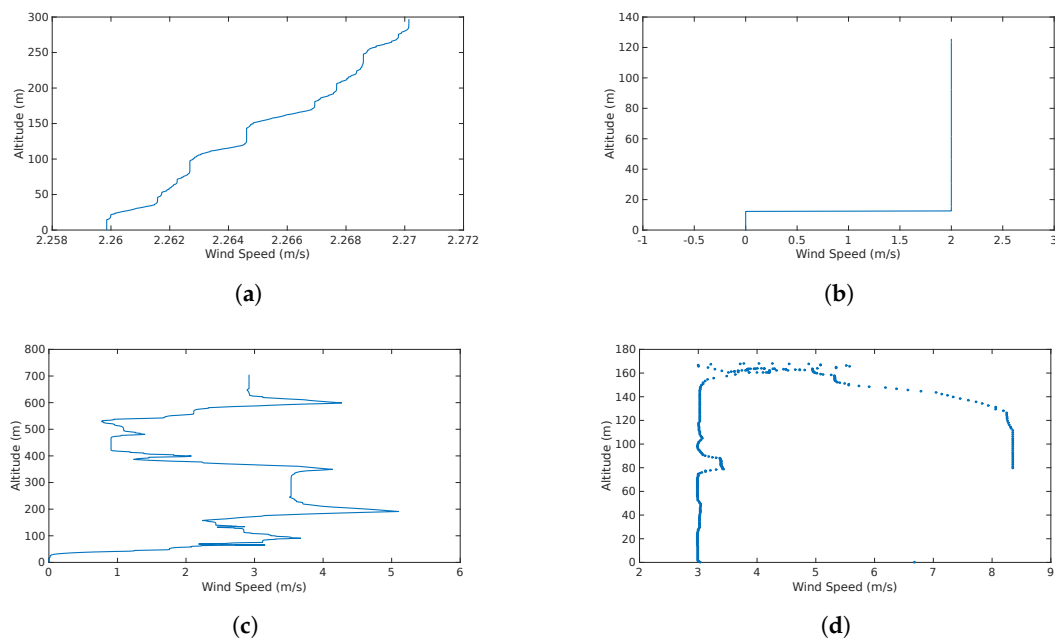 300
250
200
150
100
50
0
Altitude (m)
2.258 2.26 2.262 2.264 2.266 2.268 2.27 2.272
Wind Speed (m/s)
(a)
140
120
100
80
60
40
20
0
Altitude (m)
-1 -0.5 0 0.5 1 1.5 2 2.5 3
Wind Speed (m/s)
(b)
800
700
600
500
400
300
200
100
0
Altitude (m)
0 1 2 3 4 5 6
Wind Speed (m/s)
(c)
180
160
140
120
100
80
60
40
20
0
Altitude (m)
2 3 4 5 6 7 8 9
Wind Speed (m/s)
(d)